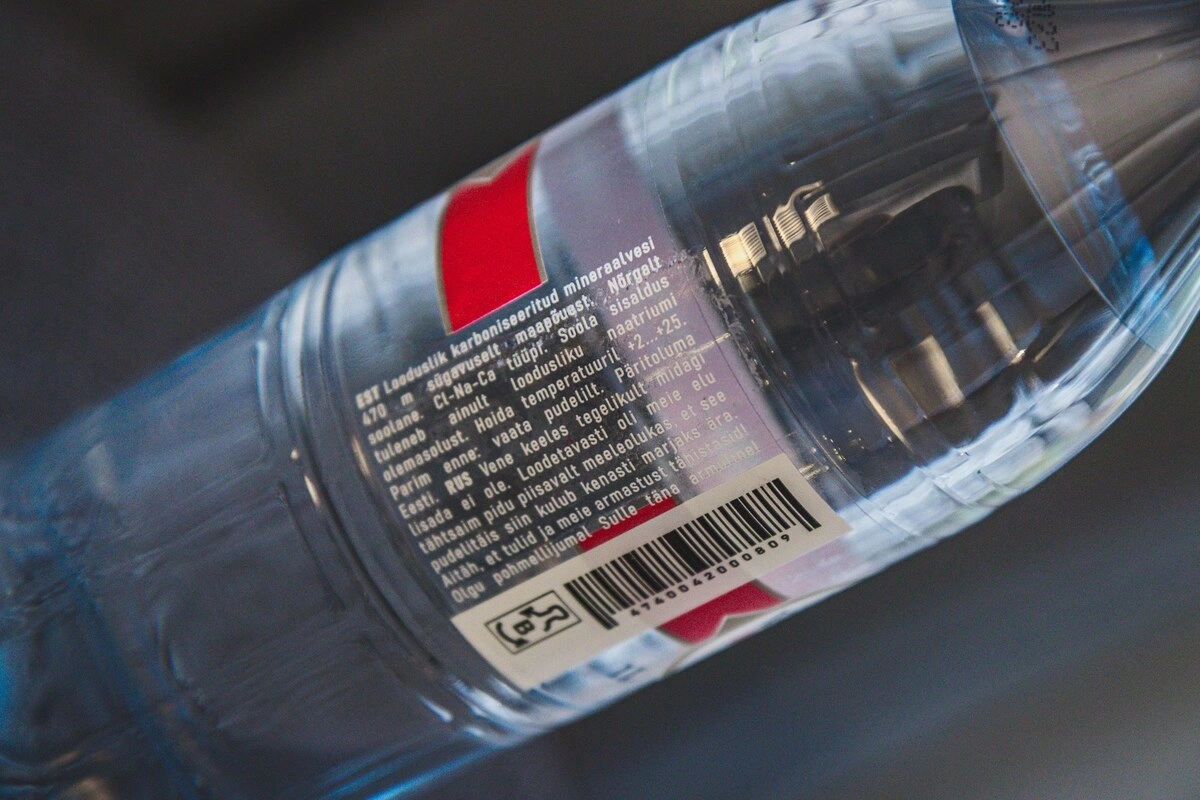 EST Looduslik karboniseeritud mineraalvesi
470 m sügavuselt maapõuest. Nõrgelt
soolane. Cl-Na-Ca tüüpi. Soola sisaldus
tuleneb ainult loodusliku naatriumi
olemasolust. Hoida temperatuuril +2...+25.
Parim enne: vaata pudelilt. Päritoluma
Eesti. RUS Vene keeles tegelikult midagi
lisada ei ole. Loodetavasti oli meie elu
tähtsaim pidu piisavalt meeleolukas, et see
pudelitäis siin kulub kenasti marjaks ära.
Aitäh, et tulid ja meie armastust tähistasid!
Olgu pohmellijumal Sulle täna armuline!
4740042000809
B